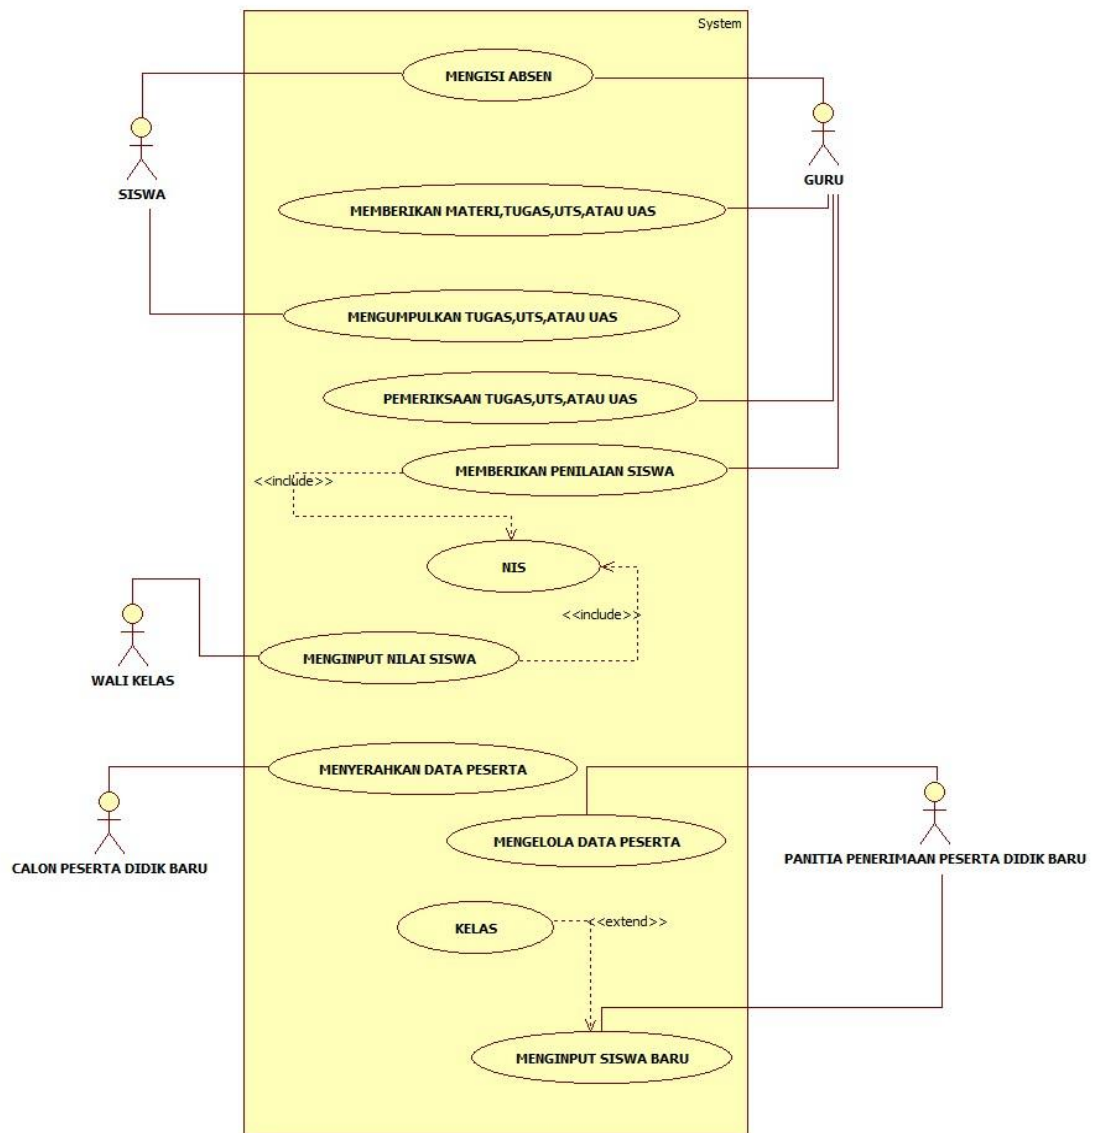 System
MENGISI ABSEN
SISWA
GURU
MEMBERIKAN MATERI,TUGAS,UTS,ATAU UAS
MENGUMPULKAN TUGAS,UTS,ATAU UAS
PEMERIKSAAN TUGAS,UTS,ATAU UAS
MEMBERIKAN PENILAIAN SISWA
<<include>>
NIS
<<include>>
MENGINPUT NILAI SISWA
WALI KELAS
MENYERAHKAN DATA PESERTA
MENGELOLA DATA PESERTA
CALON PESERTA DIDIK BARU
PANITIA PENERIMAAN PESERTA DIDIK BARU
KELAS
<<extend>>
MENGINPUT SISWA BARU